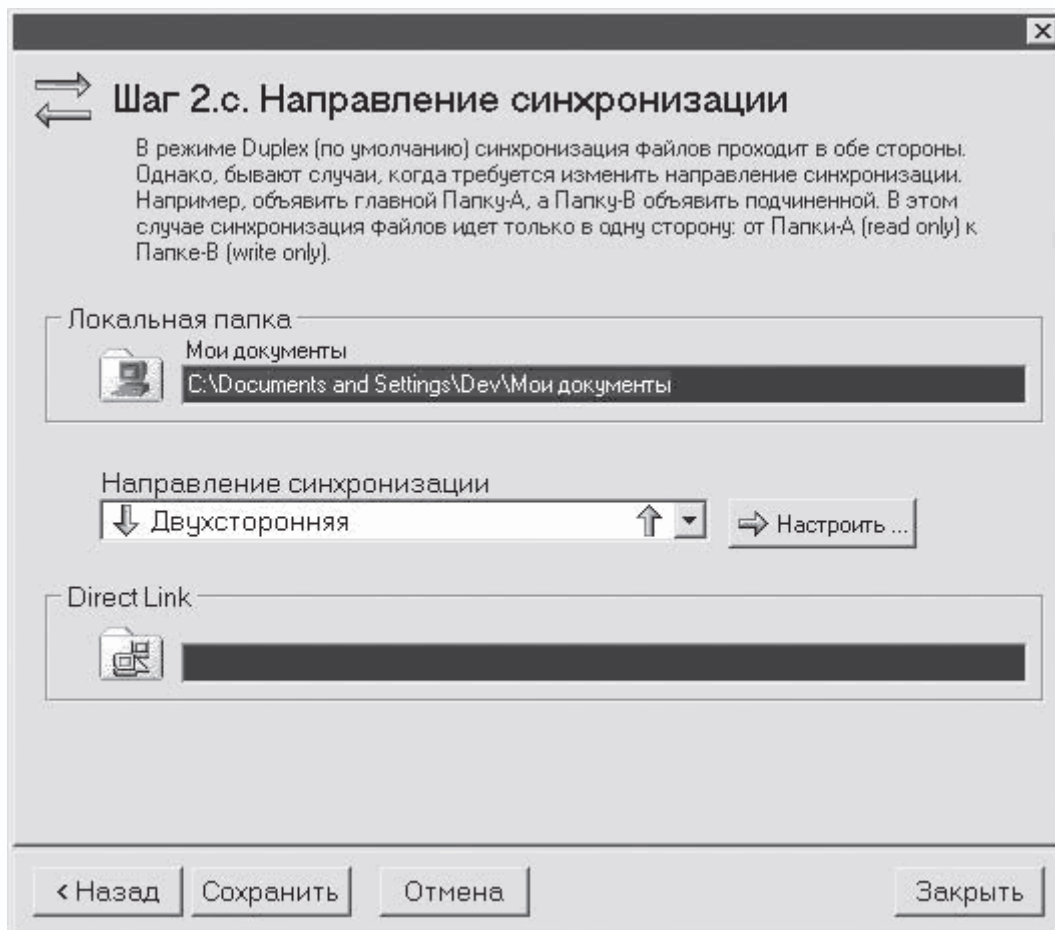 Шаг 2.с. Направление синхронизации
В режиме Duplex (по умолчанию) синхронизация файлов проходит в обе стороны.
Однако, бывают случаи, когда требуется изменить направление синхронизации.
Например, объявить главной Папку-А, а Папку-В объявить подчиненной. В этом
случае синхронизация файлов идет только в одну сторону: от Папки-А (read only) к
Папке-В (write only).
Локальная папка
Мои документы
C:\Documents and Settings\Dev\Мои документы
Направление синхронизации
Двухсторонняя
Настроить ...
Direct Link
< Назад
Сохранить
Отмена
Закрыть